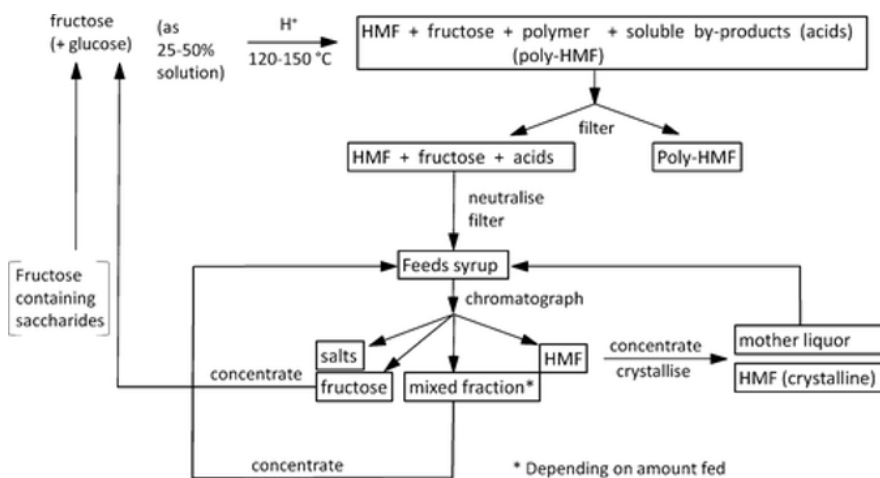 fructose
(+ glucose)
(as
25-50%
solution)
H⁺
120-150 °C
HMF + fructose + polymer + soluble by-products (acids)
(poly-HMF)
filter
HMF + fructose + acids
Poly-HMF
neutralise
filter
Fructose
containing
saccharides
Feeds syrup
chromatograph
salts
HMF
concentrate
crystallise
mother liquor
concentrate
fructose
mixed fraction*
HMF (crystalline)
concentrate
* Depending on amount fed